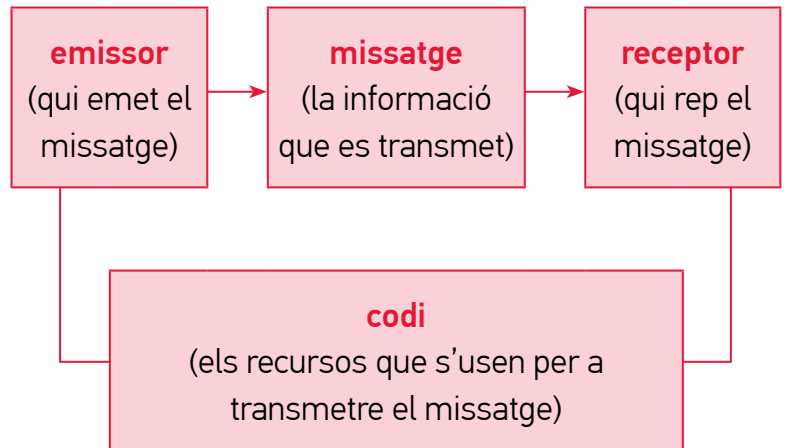 emissor
(qui emet el
missatge)
missatge
(la informació
que es transmet)
receptor
(qui rep el
missatge)
codi
(els recursos que s’usen per a
transmetre el missatge)